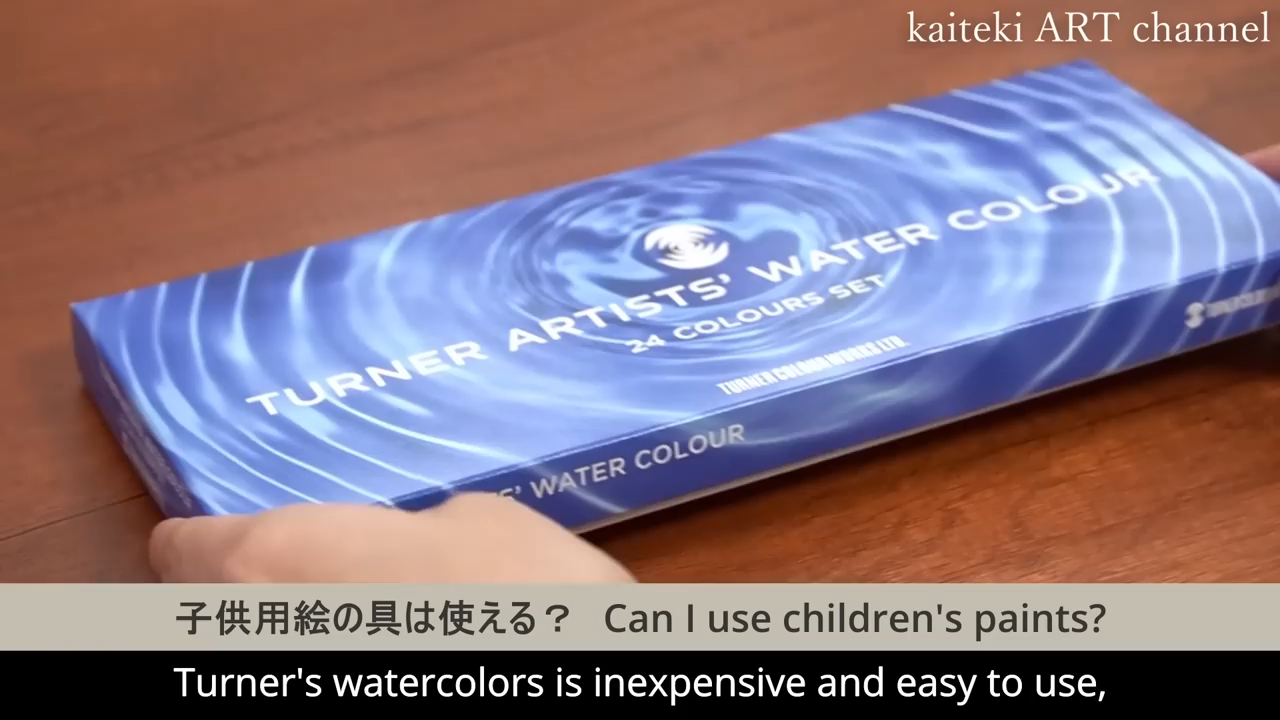 kaiteki ART channel
TURNER ARTISTS' WATER COLOUR
24 COLOURS SET
TURNER COLOUR WORKS LTD.
' WATER COLOUR
子供用絵の具は使える？ Can I use children's paints?
Turner's watercolors is inexpensive and easy to use,